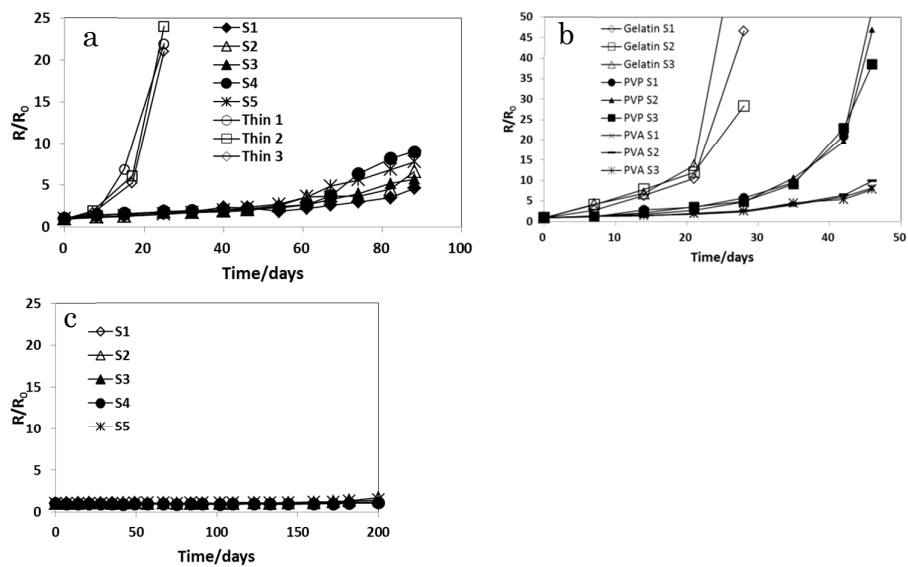 a
25
20
15
10
5
0
R/R₀
S1
S2
S3
S4
S5
Thin 1
Thin 2
Thin 3
0 20 40 60 80 100
Time/days
b
50
45
40
35
30
25
20
15
10
5
0
R/R₀
Gelatin S1
Gelatin S2
Gelatin S3
PVP S1
PVP S2
PVP S3
PVA S1
PVA S2
PVA S3
0 10 20 30 40 50
Time/days
c
25
20
15
10
5
0
R/R₀
S1
S2
S3
S4
S5
0 50 100 150 200
Time/days